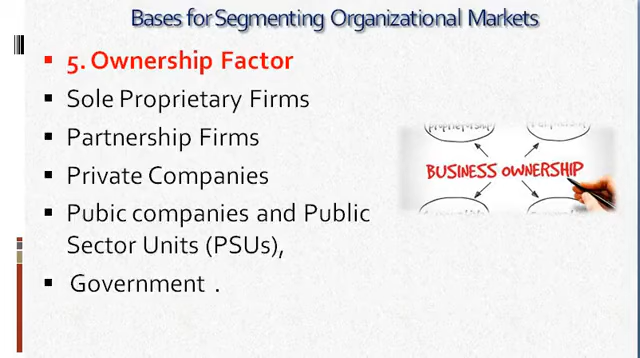 Bases for Segmenting Organizational Markets
5. Ownership Factor
Sole Proprietary Firms
Partnership Firms
Private Companies
Pubic companies and Public
Sector Units (PSUs),
Government .
BUSINESS OWNERSHIP